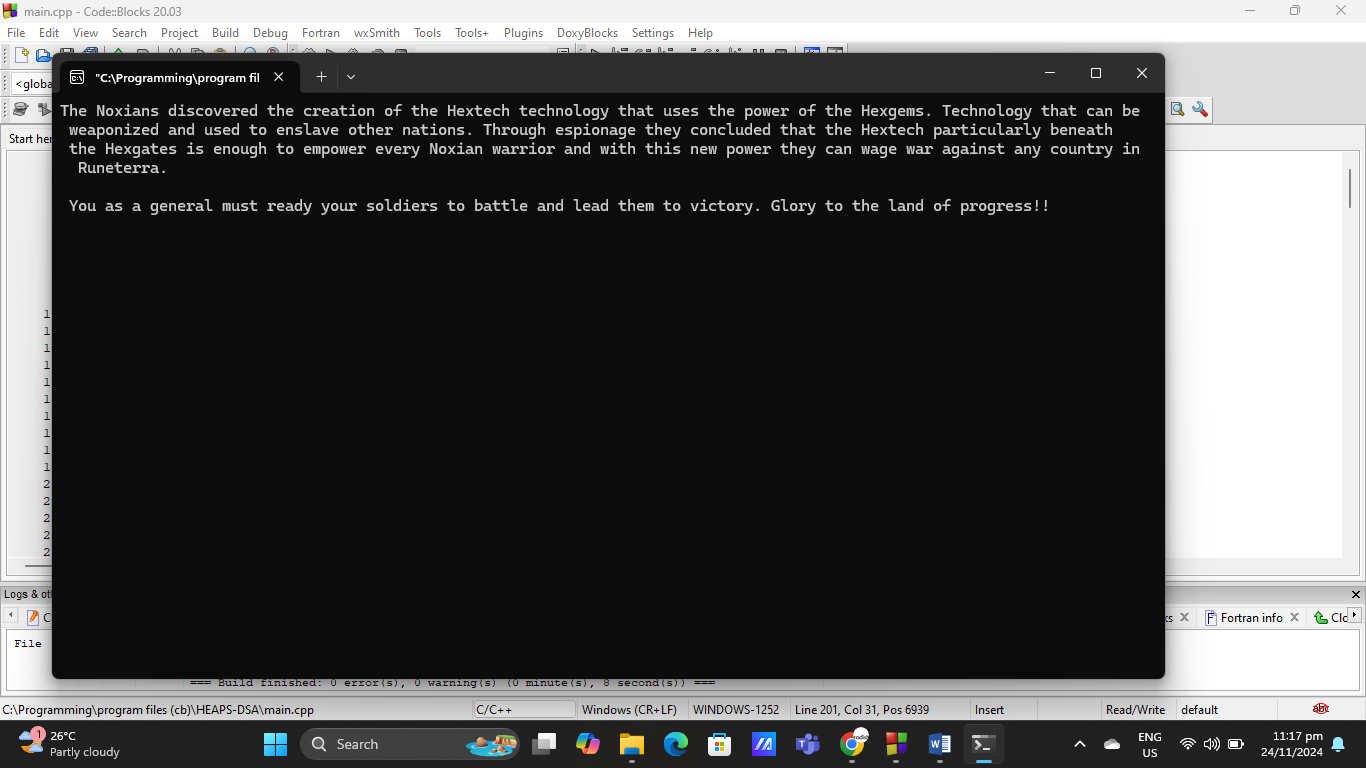 main.cpp - Code::Blocks 20.03
File Edit View Search Project Build Debug Fortran wxSmith Tools Tools+ Plugins DoxyBlocks Settings Help
"C:\Programming\program fil
<globa
The Noxians discovered the creation of the Hextech technology that uses the power of the Hexgems. Technology that can be
weaponized and used to enslave other nations. Through espionage they concluded that the Hextech particularly beneath
the Hexgates is enough to empower every Noxian warrior and with this new power they can wage war against any country in
Runeterra.
Start her
You as a general must ready your soldiers to battle and lead them to victory. Glory to the land of progress!!
1
1
1
1
1
1
1
1
1
1
2
2
2
2
2
Logs & ot
C
Fortran info
Clo
File
=== Build finished: 0 error(s), 0 warning(s) (0 minute(s), 8 second(s)) ===
C:\Programming\program files (cb)\HEAPS-DSA\main.cpp C/C++ Windows (CR+LF) WINDOWS-1252 Line 201, Col 31, Pos 6939 Insert Read/Write default
1
26°C
Partly cloudy
Search
ENG
US
11:17 pm
24/11/2024